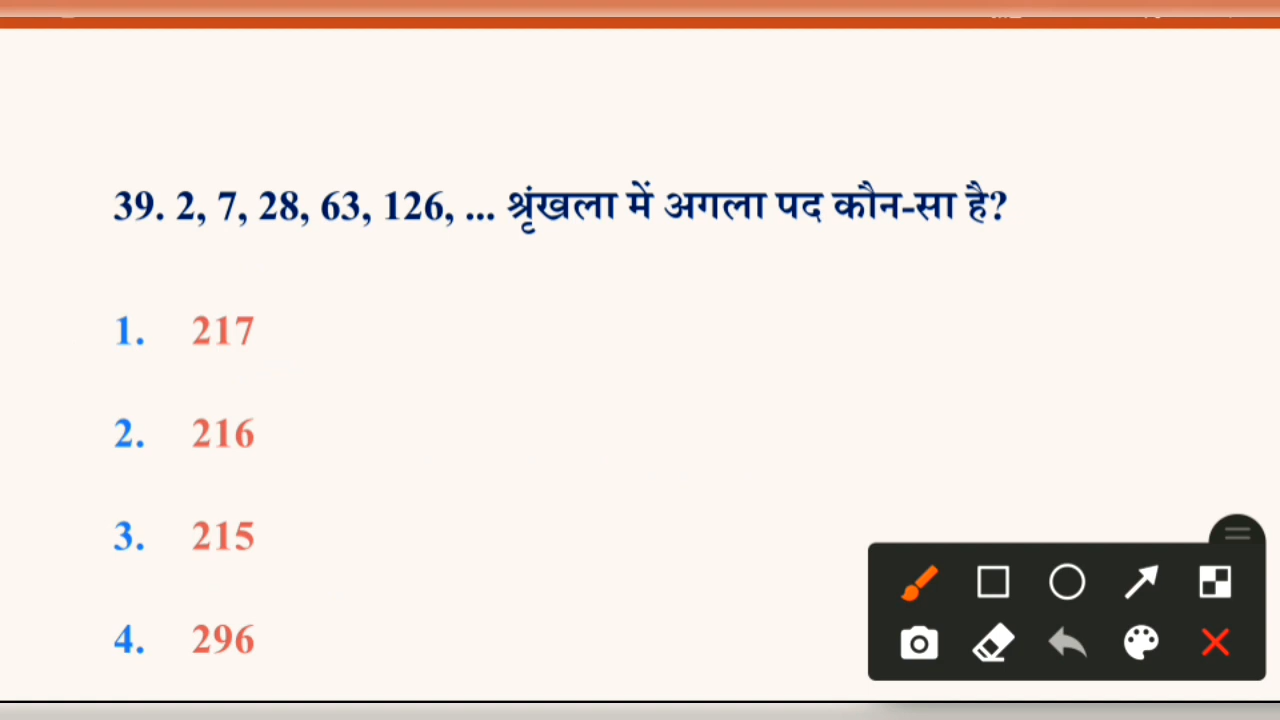 39. 2, 7, 28, 63, 126, ... श्रृंखला में अगला पद कौन-सा है?
1. 217
2. 216
3. 215
4. 296